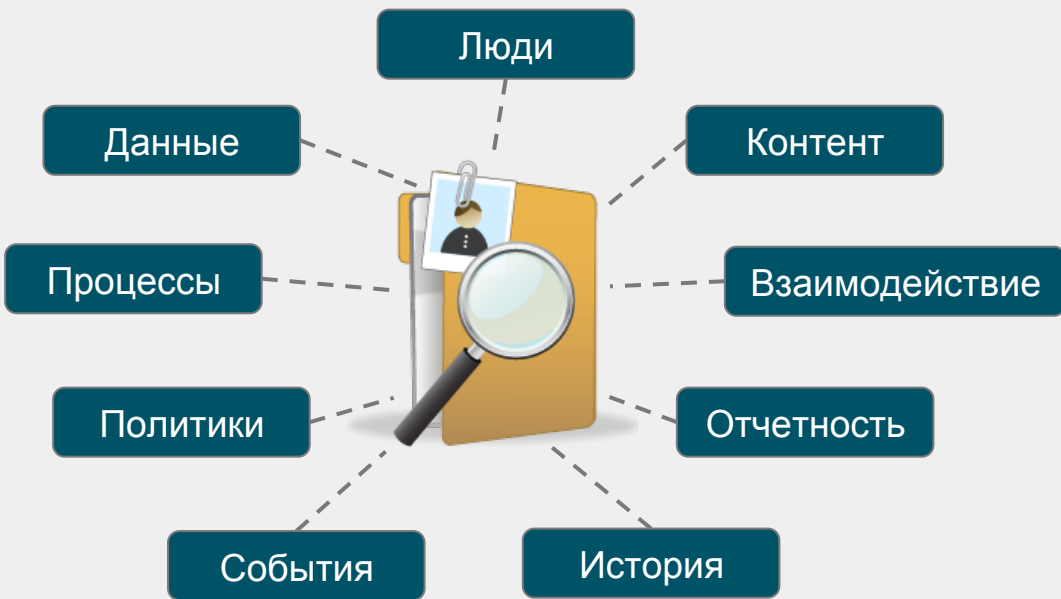 Люди
Данные
Контент
Процессы
Взаимодействие
Политики
Отчетность
События
История